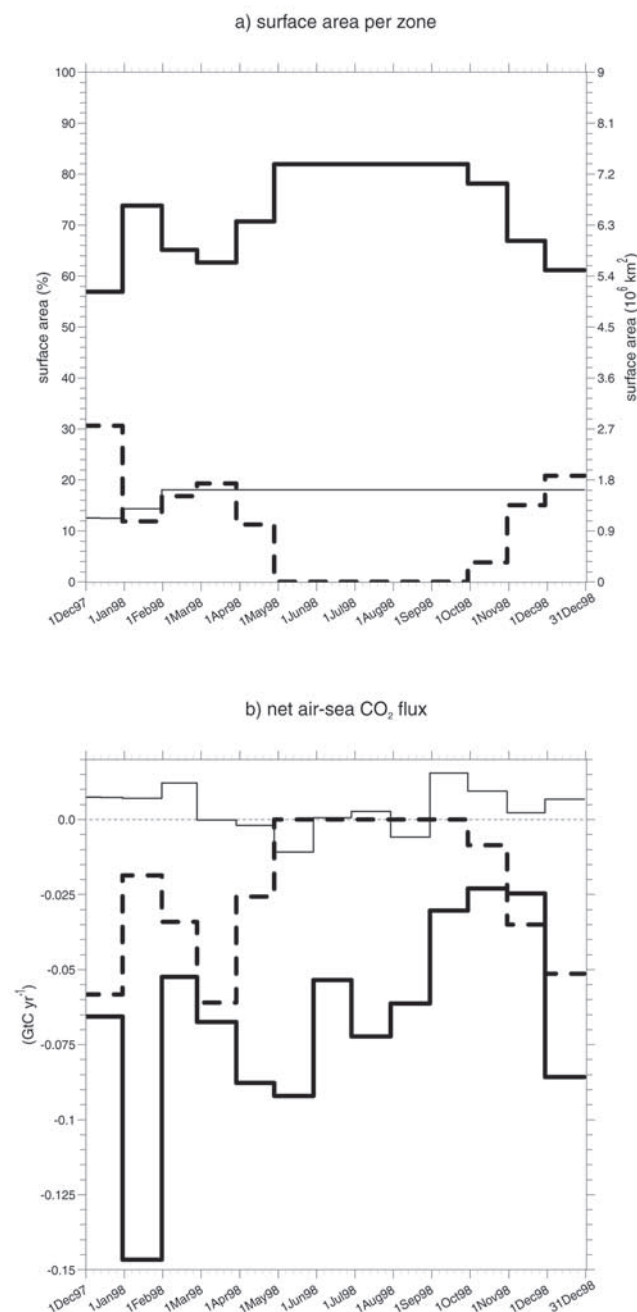 a) surface area per zone
100
90
80
70
60
50
40
30
20
10
0
surface area (%)
9
8.1
7.2
6.3
5.4
4.5
3.6
2.7
1.8
0.9
0
surface area (10⁶ km²)
1Dec97
1Jan98
1Feb98
1Mar98
1Apr98
1May98
1Jun98
1Jul98
1Aug98
1Sep98
1Oct98
1Nov98
1Dec98
31Dec98
b) net air-sea CO₂ flux
0.0
-0.025
-0.05
-0.075
-0.1
-0.125
-0.15
(GtC yr⁻¹)
1Dec97
1Jan98
1Feb98
1Mar98
1Apr98
1May98
1Jun98
1Jul98
1Aug98
1Sep98
1Oct98
1Nov98
1Dec98
31Dec98